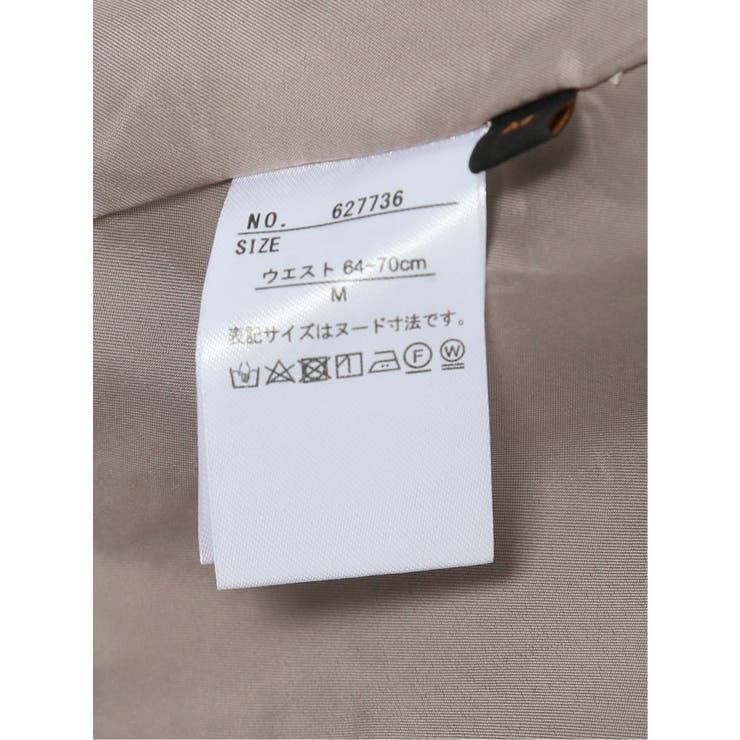 NO. 627736
SIZE
ウエスト 64-70cm
M
表記サイズはヌード寸法です。
F W